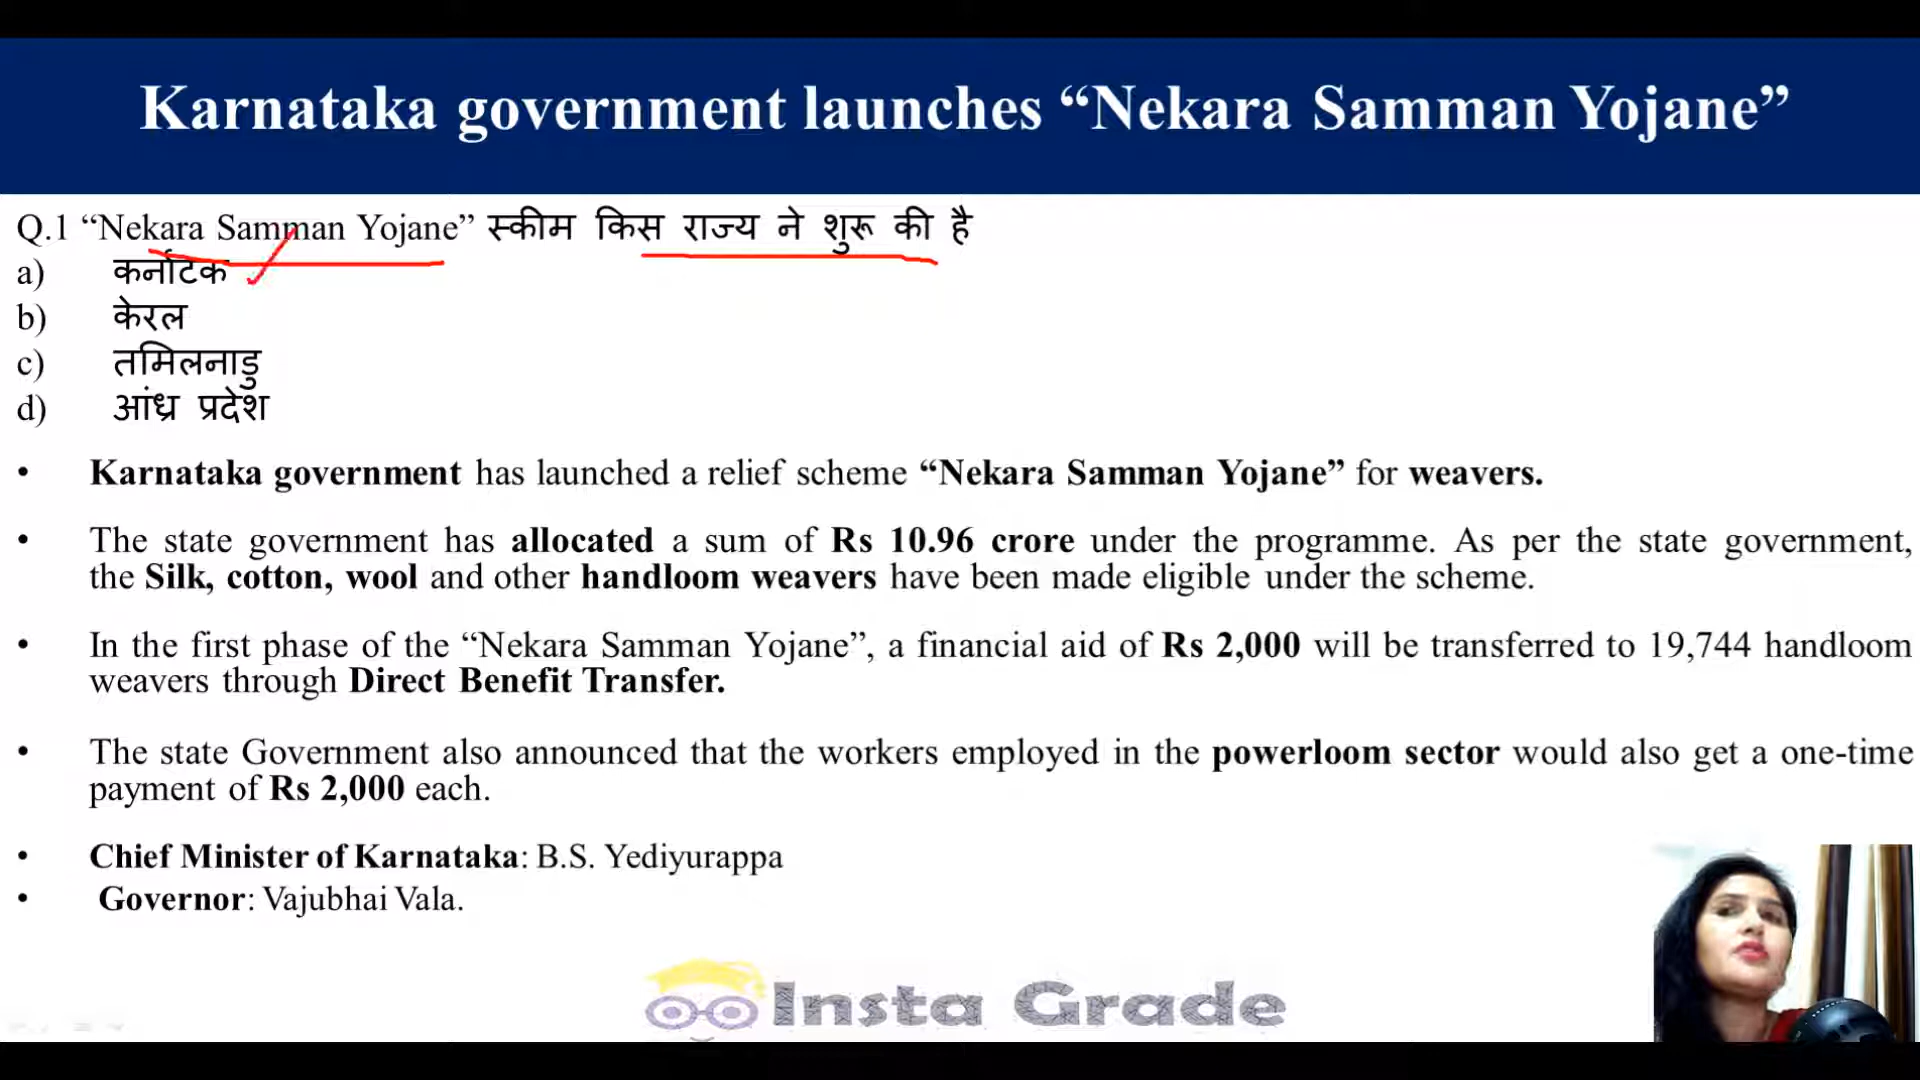 Karnataka government launches “Nekara Samman Yojane”
Q.1 “Nekara Samman Yojane” स्कीम किस राज्य ने शुरू की है
a) कर्नाटक
b) केरल
c) तमिलनाडु
d) आंध्र प्रदेश
• Karnataka government has launched a relief scheme “Nekara Samman Yojane” for weavers.
• The state government has allocated a sum of Rs 10.96 crore under the programme. As per the state government,
the Silk, cotton, wool and other handloom weavers have been made eligible under the scheme.
• In the first phase of the “Nekara Samman Yojane”, a financial aid of Rs 2,000 will be transferred to 19,744 handloom
weavers through Direct Benefit Transfer.
• The state Government also announced that the workers employed in the powerloom sector would also get a one-time
payment of Rs 2,000 each.
• Chief Minister of Karnataka: B.S. Yediyurappa
• Governor: Vajubhai Vala.
Insta Grade